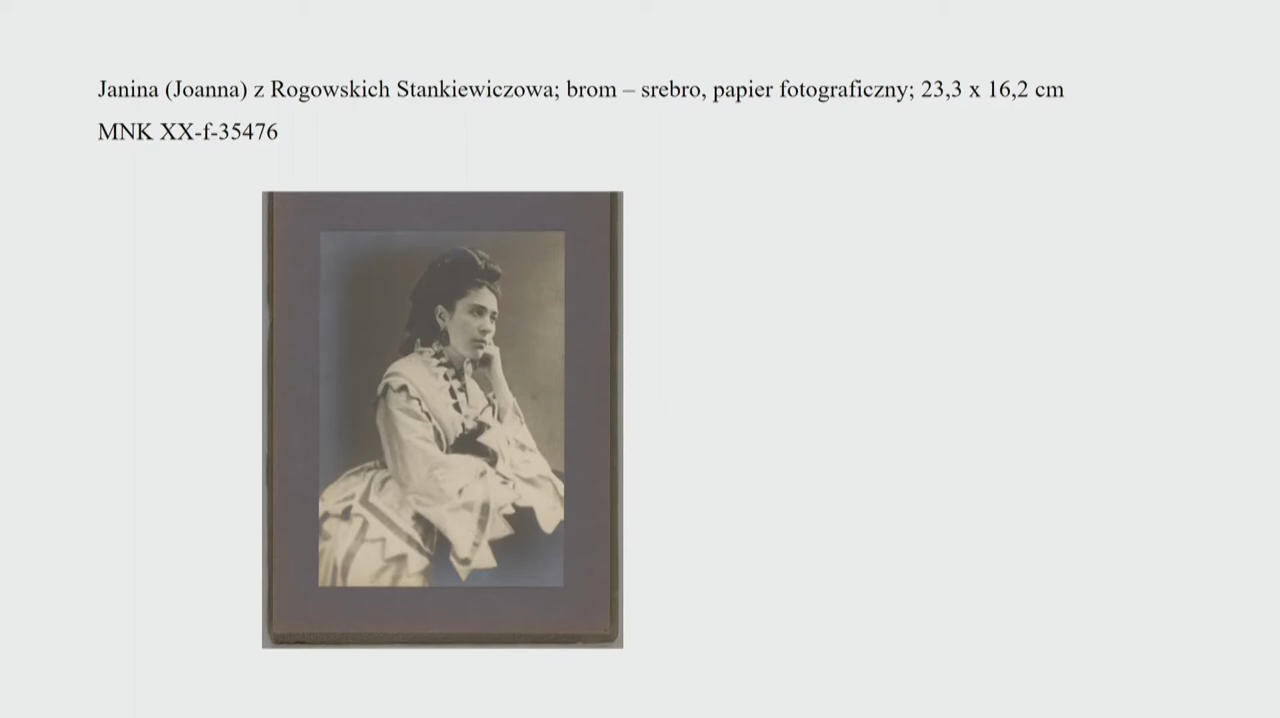 Janina (Joanna) z Rogowskich Stankiewiczowa; brom – srebro, papier fotograficzny; 23,3 x 16,2 cm
MNK XX-f-35476